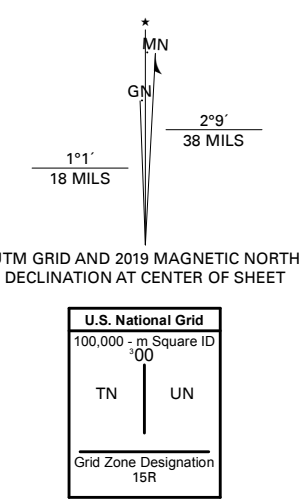 ★
MN
GN
2°9´
38 MILS
1°1´
18 MILS
UTM GRID AND 2019 MAGNETIC NORTH
DECLINATION AT CENTER OF SHEET
U.S. National Grid
100,000 - m Square ID
³00
TN UN
Grid Zone Designation
15R